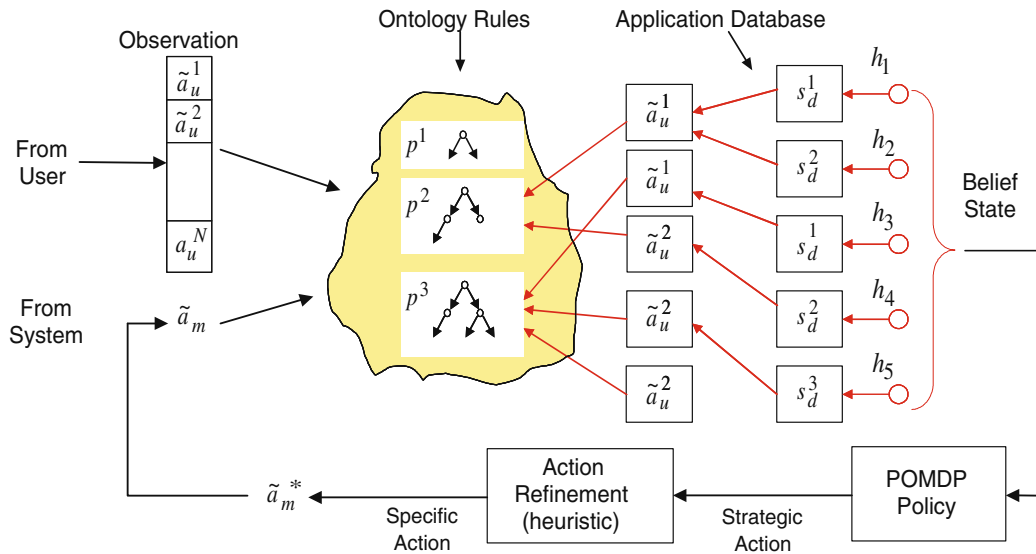 Ontology Rules
Application Database
Observation
ã_u^1
ã_u^2
a_u^N
From
User
From
System
ã_m
p^1
p^2
p^3
ã_u^1
ã_u^1
ã_u^2
ã_u^2
ã_u^2
s_d^1
s_d^2
s_d^1
s_d^2
s_d^3
h_1
h_2
h_3
h_4
h_5
Belief
State
ã_m*
Specific
Action
Action
Refinement
(heuristic)
Strategic
Action
POMDP
Policy